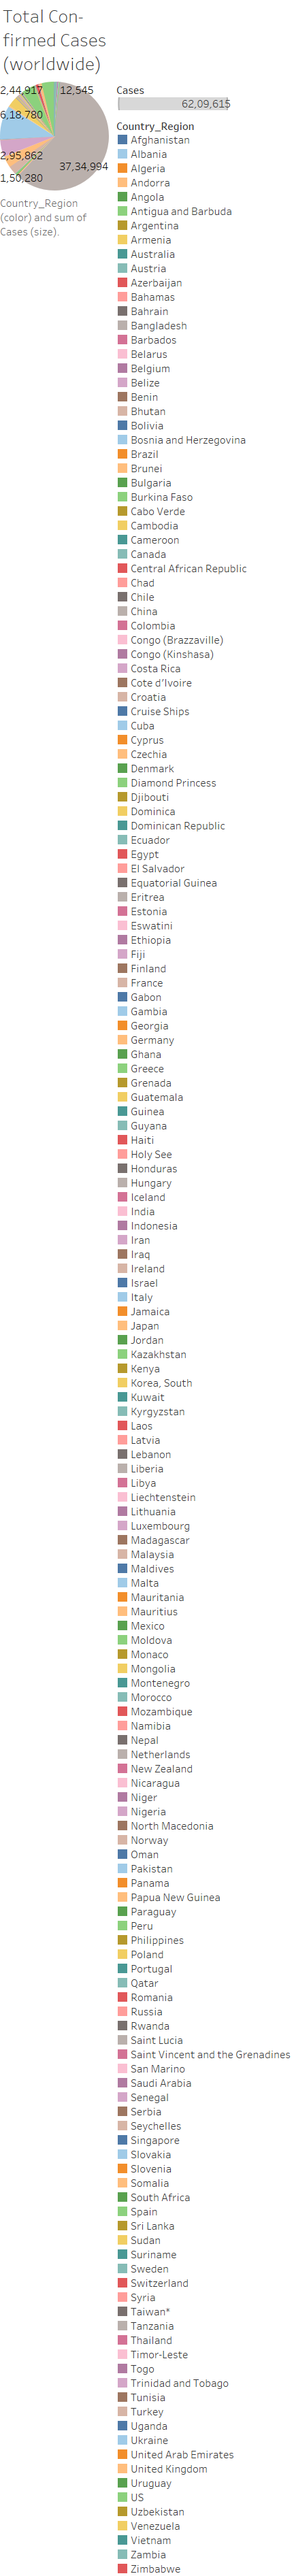 Total Con-
firmed Cases
(worldwide)
2,44,917
12,545
6,18,780
2,95,862
37,34,994
1,50,280
Country_Region
(color) and sum of
Cases (size).
Cases
62,09,615
Country_Region
Afghanistan
Albania
Algeria
Andorra
Angola
Antigua and Barbuda
Argentina
Armenia
Australia
Austria
Azerbaijan
Bahamas
Bahrain
Bangladesh
Barbados
Belarus
Belgium
Belize
Benin
Bhutan
Bolivia
Bosnia and Herzegovina
Brazil
Brunei
Bulgaria
Burkina Faso
Cabo Verde
Cambodia
Cameroon
Canada
Central African Republic
Chad
Chile
China
Colombia
Congo (Brazzaville)
Congo (Kinshasa)
Costa Rica
Cote d'Ivoire
Croatia
Cruise Ships
Cuba
Cyprus
Czechia
Denmark
Diamond Princess
Djibouti
Dominica
Dominican Republic
Ecuador
Egypt
El Salvador
Equatorial Guinea
Eritrea
Estonia
Eswatini
Ethiopia
Fiji
Finland
France
Gabon
Gambia
Georgia
Germany
Ghana
Greece
Grenada
Guatemala
Guinea
Guyana
Haiti
Holy See
Honduras
Hungary
Iceland
India
Indonesia
Iran
Iraq
Ireland
Israel
Italy
Jamaica
Japan
Jordan
Kazakhstan
Kenya
Korea, South
Kuwait
Kyrgyzstan
Laos
Latvia
Lebanon
Liberia
Libya
Liechtenstein
Lithuania
Luxembourg
Madagascar
Malaysia
Maldives
Malta
Mauritania
Mauritius
Mexico
Moldova
Monaco
Mongolia
Montenegro
Morocco
Mozambique
Namibia
Nepal
Netherlands
New Zealand
Nicaragua
Niger
Nigeria
North Macedonia
Norway
Oman
Pakistan
Panama
Papua New Guinea
Paraguay
Peru
Philippines
Poland
Portugal
Qatar
Romania
Russia
Rwanda
Saint Lucia
Saint Vincent and the Grenadines
San Marino
Saudi Arabia
Senegal
Serbia
Seychelles
Singapore
Slovakia
Slovenia
Somalia
South Africa
Spain
Sri Lanka
Sudan
Suriname
Sweden
Switzerland
Syria
Taiwan*
Tanzania
Thailand
Timor-Leste
Togo
Trinidad and Tobago
Tunisia
Turkey
Uganda
Ukraine
United Arab Emirates
United Kingdom
Uruguay
US
Uzbekistan
Venezuela
Vietnam
Zambia
Zimbabwe